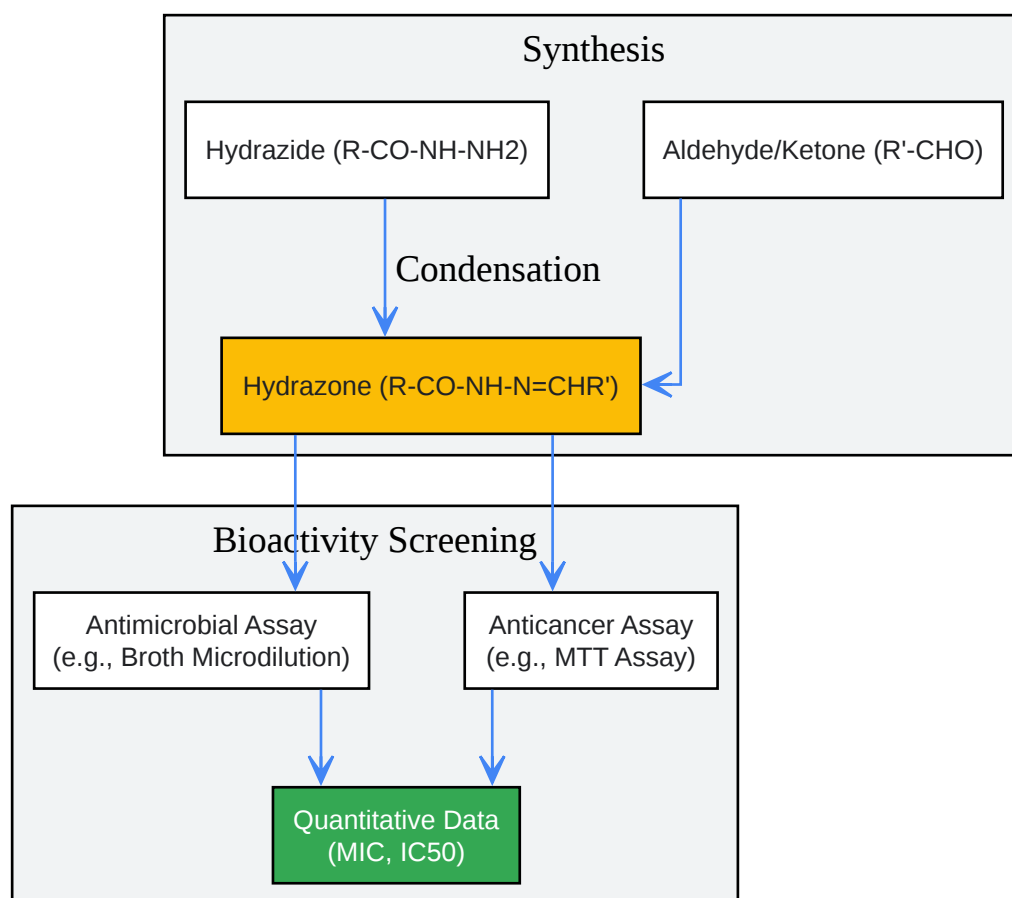 Synthesis
Hydrazide (R-CO-NH-NH2)
Aldehyde/Ketone (R'-CHO)
Condensation
Hydrazone (R-CO-NH-N=CHR')
Bioactivity Screening
Antimicrobial Assay
(e.g., Broth Microdilution)
Anticancer Assay
(e.g., MTT Assay)
Quantitative Data
(MIC, IC50)